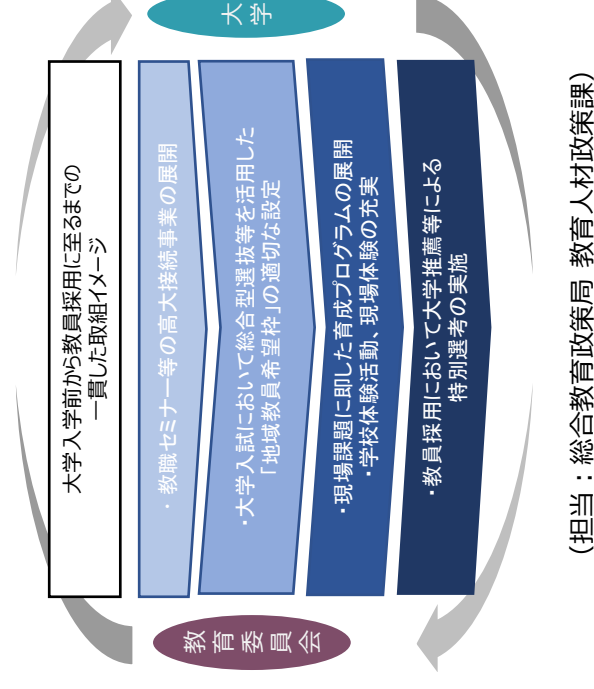 大学入学前から教員採用に至るまでの
一貫した取組イメージ
・教職セミナー等の高大接続事業の展開
・大学入試において総合型選抜等を活用した
「地域教員希望枠」の適切な設定
・現場課題に即した育成プログラムの展開
・学校体験活動、現場体験の充実
・教員採用において大学推薦等による
特別選考の実施
教育委員会
大学
（担当：総合教育政策局 教育人材政策課）